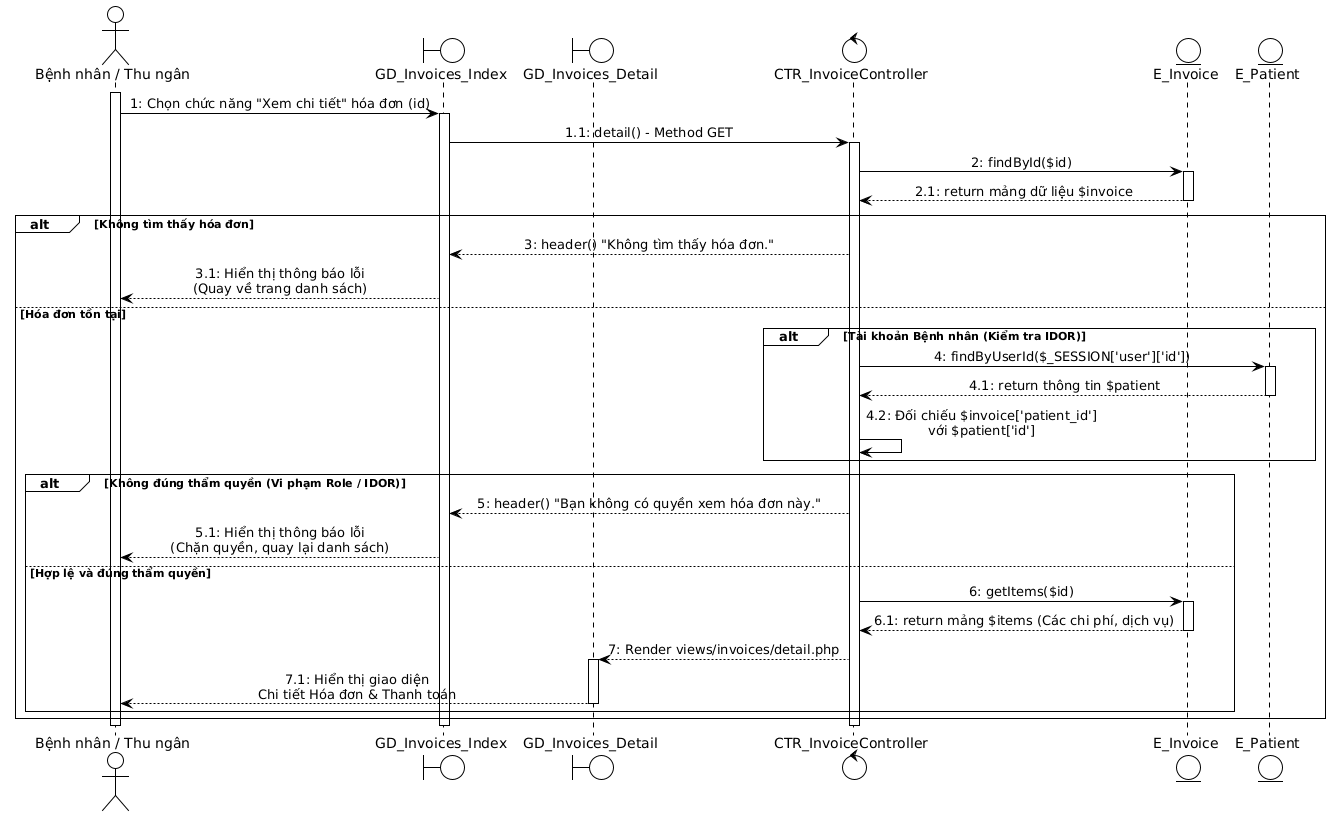 Bệnh nhân / Thu ngân
GD_Invoices_Index
GD_Invoices_Detail
CTR_InvoiceController
E_Invoice
E_Patient
1: Chọn chức năng "Xem chi tiết" hóa đơn (id)
1.1: detail() - Method GET
2: findById($id)
2.1: return mảng dữ liệu $invoice
alt
[Không tìm thấy hóa đơn]
3: header() "Không tìm thấy hóa đơn."
3.1: Hiển thị thông báo lỗi
(Quay về trang danh sách)
[Hóa đơn tồn tại]
alt
[Tài khoản Bệnh nhân (Kiểm tra IDOR)]
4: findByUserId($_SESSION['user']['id'])
4.1: return thông tin $patient
4.2: Đối chiếu $invoice['patient_id']
với $patient['id']
alt
[Không đúng thẩm quyền (Vi phạm Role / IDOR)]
5: header() "Bạn không có quyền xem hóa đơn này."
5.1: Hiển thị thông báo lỗi
(Chặn quyền, quay lại danh sách)
[Hợp lệ và đúng thẩm quyền]
6: getItems($id)
6.1: return mảng $items (Các chi phí, dịch vụ)
7: Render views/invoices/detail.php
7.1: Hiển thị giao diện
Chi tiết Hóa đơn & Thanh toán
Bệnh nhân / Thu ngân
GD_Invoices_Index
GD_Invoices_Detail
CTR_InvoiceController
E_Invoice
E_Patient